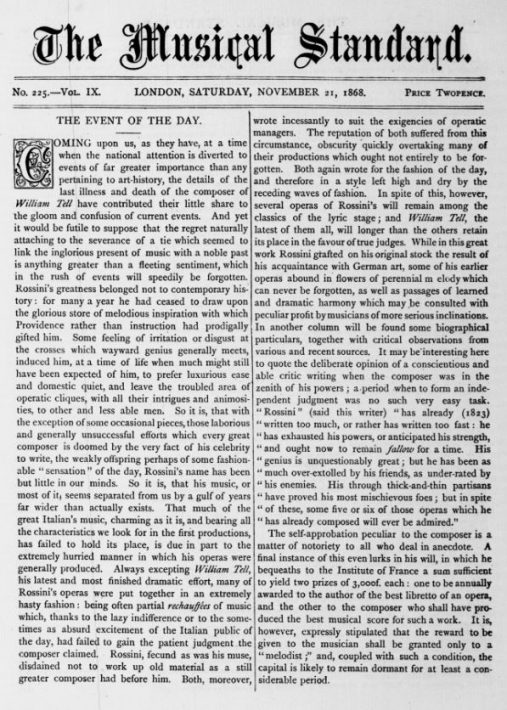 The Musical Standard.
No. 225.—Vol. IX.
LONDON, SATURDAY, NOVEMBER 21, 1868.
Price Twopence.
THE EVENT OF THE DAY.
COMING upon us, as they have, at a time
when the national attention is diverted to
events of far greater importance than any
pertaining to art-history, the details of the
last illness and death of the composer of
William Tell have contributed their little share to
the gloom and confusion of current events. And yet
it would be futile to suppose that the regret naturally
attaching to the severance of a tie which seemed to
link the inglorious present of music with a noble past
is anything greater than a fleeting sentiment, which
in the rush of events will speedily be forgotten.
Rossini's greatness belonged not to contemporary his-
tory: for many a year he had ceased to draw upon
the glorious store of melodious inspiration with which
Providence rather than instruction had prodigally
gifted him. Some feeling of irritation or disgust at
the crosses which wayward genius generally meets,
induced him, at a time of life when much might still
have been expected of him, to prefer luxurious ease
and domestic quiet, and leave the troubled area of
operatic cliques, with all their intrigues and animosi-
ties, to other and less able men. So it is, that with
the exception of some occasional pieces, those laborious
and generally unsuccessful efforts which every great
composer is doomed by the very fact of his celebrity
to write, the weakly offspring perhaps of some fashion-
able "sensation" of the day, Rossini's name has been
but little in our minds. So it is, that his music, or
most of it, seems separated from us by a gulf of years
far wider than actually exists. That much of the
great Italian's music, charming as it is, and bearing all
the characteristics we look for in the first productions,
has failed to hold its place, is due in part to the
extremely hurried manner in which his operas were
generally produced. Always excepting William Tell,
his latest and most finished dramatic effort, many of
Rossini's operas were put together in an extremely
hasty fashion: being often partial rechauffées of music
which, thanks to the lazy indifference or to the some-
times as absurd excitement of the Italian public of
the day, had failed to gain the patient judgment the
composer claimed. Rossini, fecund as was his muse,
disdained not to work up old material as a still
greater composer had before him. Both, moreover,
wrote incessantly to suit the exigencies of operatic
managers. The reputation of both suffered from this
circumstance, obscurity quickly overtaking many of
their productions which ought not entirely to be for-
gotten. Both again wrote for the fashion of the day,
and therefore in a style left high and dry by the
receding waves of fashion. In spite of this, however,
several operas of Rossini's will remain among the
classics of the lyric stage; and William Tell, the
latest of them all, will longer than the others retain
its place in the favour of true judges. While in this great
work Rossini grafted on his original stock the result of
his acquaintance with German art, some of his earlier
operas abound in flowers of perennial melody which
can never be forgotten, as well as passages of learned
and dramatic harmony which may be consulted with
peculiar profit by musicians of more serious inclinations.
In another column will be found some biographical
particulars, together with critical observations from
various and recent sources. It may be interesting here
to quote the deliberate opinion of a conscientious and
able critic writing when the composer was in the
zenith of his powers; a period when to form an inde-
pendent judgment was no such very easy task.
"Rossini" (said this writer) "has already (1823)
"written too much, or rather has written too fast: he
"has exhausted his powers, or anticipated his strength,
"and ought now to remain fallow for a time. His
"genius is unquestionably great; but he has been as
"much over-extolled by his friends, as under-rated by
"his enemies. His through thick-and-thin partisans
"have proved his most mischievous foes; but in spite
"of these, some five or six of those operas which he
"has already composed will ever be admired."
The self-approbation peculiar to the composer is a
matter of notoriety to all who deal in anecdote. A
final instance of this even lurks in his will, in which he
bequeaths to the Institute of France a sum sufficient
to yield two prizes of 3,000f. each: one to be annually
awarded to the author of the best libretto of an opera,
and the other to the composer who shall have pro-
duced the best musical score for such a work. It is,
however, expressly stipulated that the reward to be
given to the musician shall be granted only to a
"melodist;" and, coupled with such a condition, the
capital is likely to remain dormant for at least a con-
siderable period.